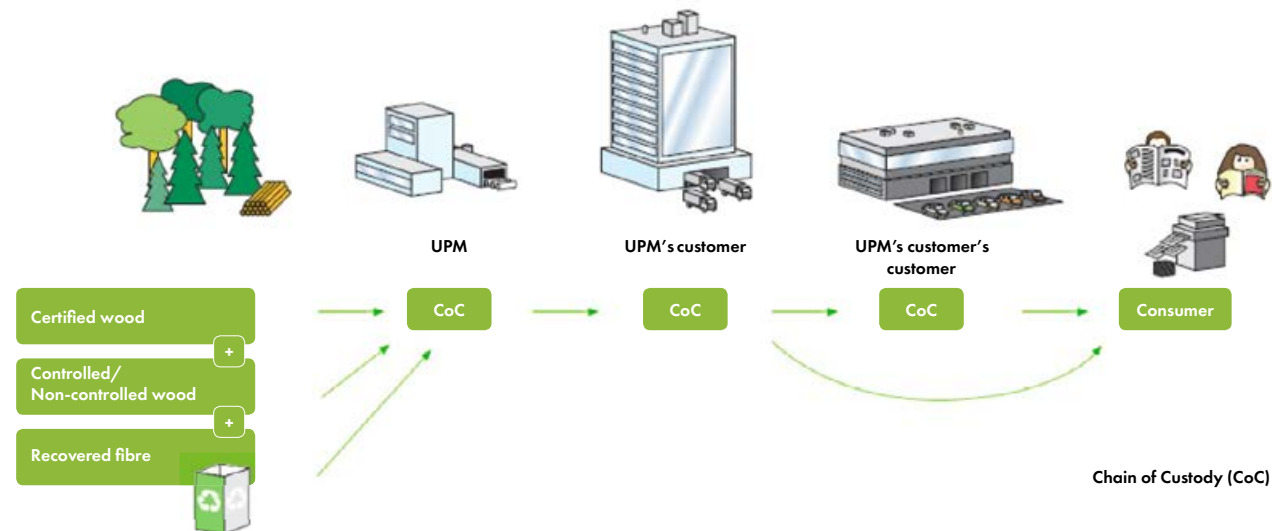 UPM
UPM's customer
UPM's customer's
customer
Certified wood
CoC
CoC
CoC
Consumer
+
Controlled/
Non-controlled wood
+
Recovered fibre
Chain of Custody (CoC)